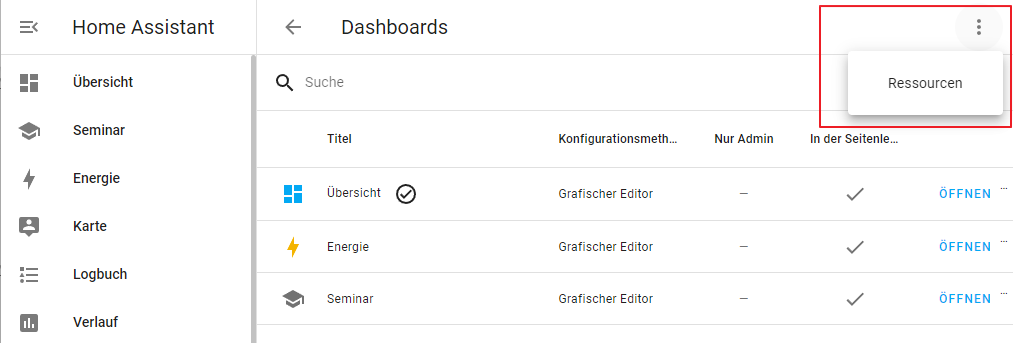 Home Assistant
Dashboards
Übersicht
Seminar
Energie
Karte
Logbuch
Verlauf
Suche
Ressourcen
Titel
Konfigurationsmeth...
Nur Admin
In der Seitenle...
Übersicht
Grafischer Editor
–
ÖFFNEN ...
Energie
Grafischer Editor
–
ÖFFNEN ...
Seminar
Grafischer Editor
–
ÖFFNEN ...